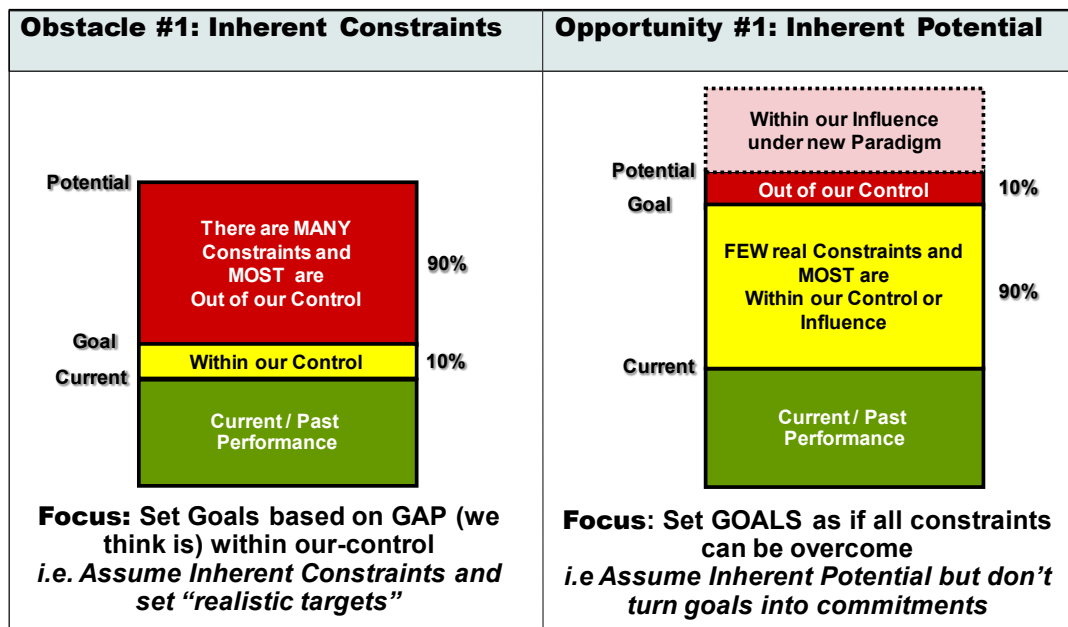 Obstacle #1: Inherent Constraints
Potential
There are MANY
Constraints and
MOST are
Out of our Control
90%
Goal
Within our Control
10%
Current
Current / Past
Performance
Focus: Set Goals based on GAP (we
think is) within our-control
i.e. Assume Inherent Constraints and
set “realistic targets”
Opportunity #1: Inherent Potential
Within our Influence
under new Paradigm
Potential
Out of our Control
10%
Goal
FEW real Constraints and
MOST are
Within our Control or
Influence
90%
Current
Current / Past
Performance
Focus: Set GOALS as if all constraints
can be overcome
i.e Assume Inherent Potential but don’t
turn goals into commitments